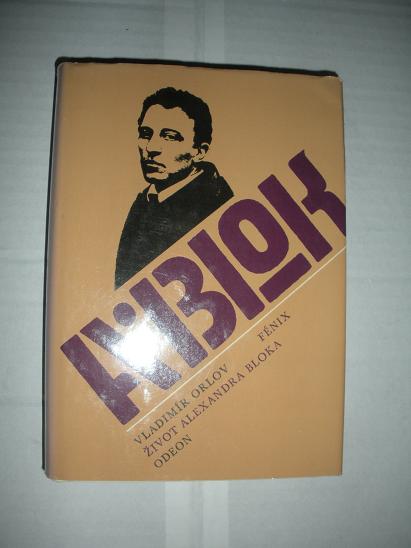 A.BLOK
VLADIMÍR ORLOV FÉNIX
ŽIVOT ALEXANDRA BLOKA
ODEON